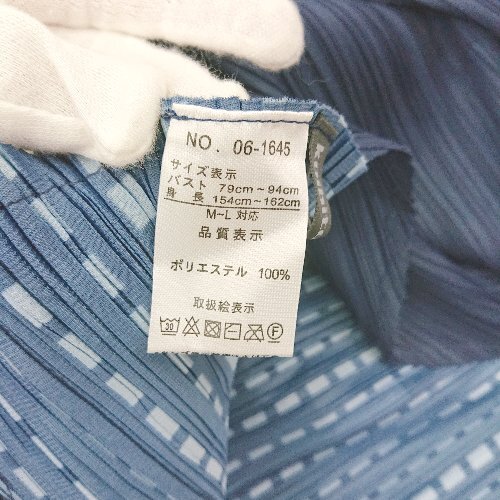 NO. 06-1645
サイズ表示
バスト 79cm～94cm
身 長 154cm～162cm
M～L 対応
品質表示
ポリエステル 100%
取扱絵表示
30 F